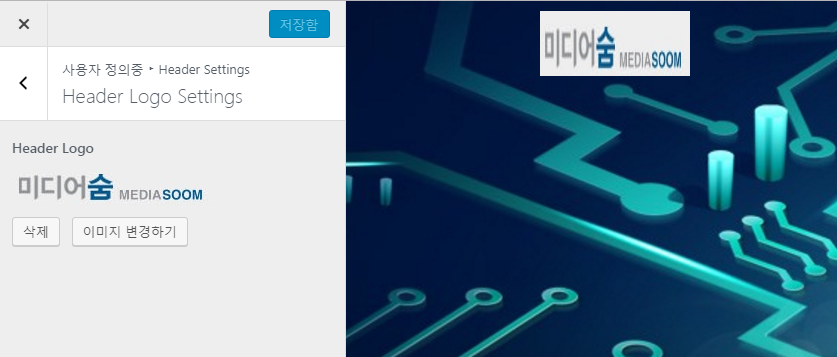 저장함
사용자 정의중 ‣ Header Settings
Header Logo Settings
Header Logo
미디어숨 MEDIASOOM
삭제 이미지 변경하기
미디어숨 MEDIASOOM